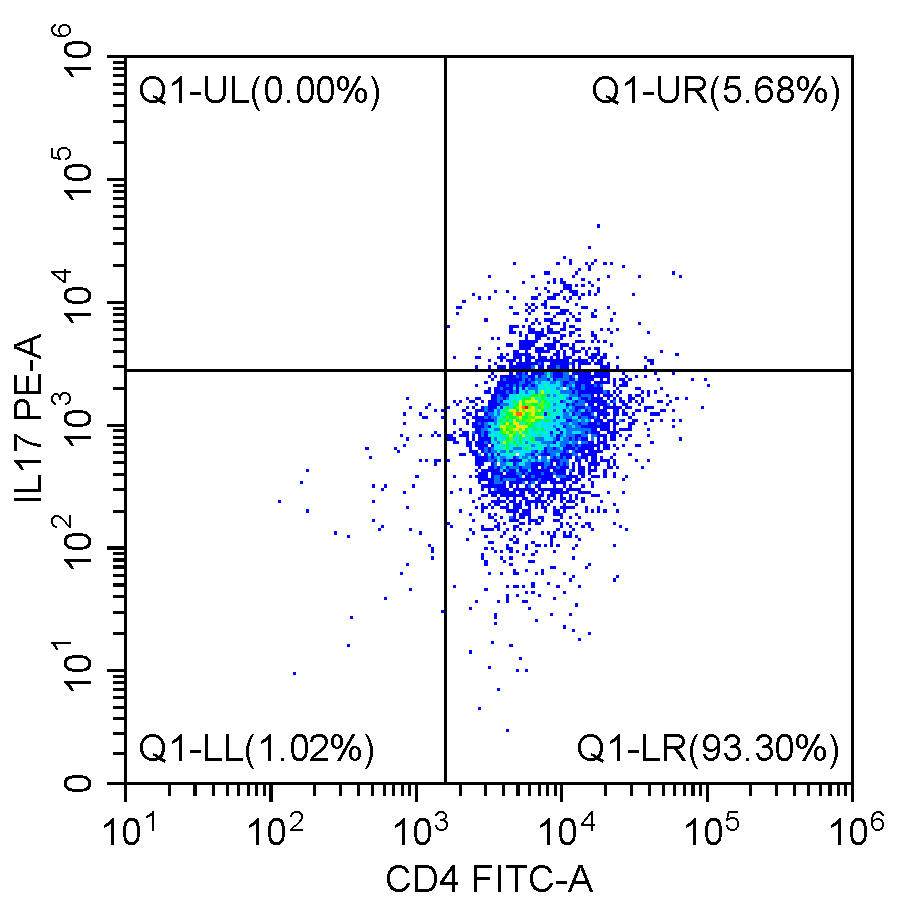 Q1-UL(0.00%)
Q1-UR(5.68%)
Q1-LL(1.02%)
Q1-LR(93.30%)
10^6
10^5
10^4
10^3
10^2
10^1
0
IL17 PE-A
10^1 10^2 10^3 10^4 10^5 10^6
CD4 FITC-A